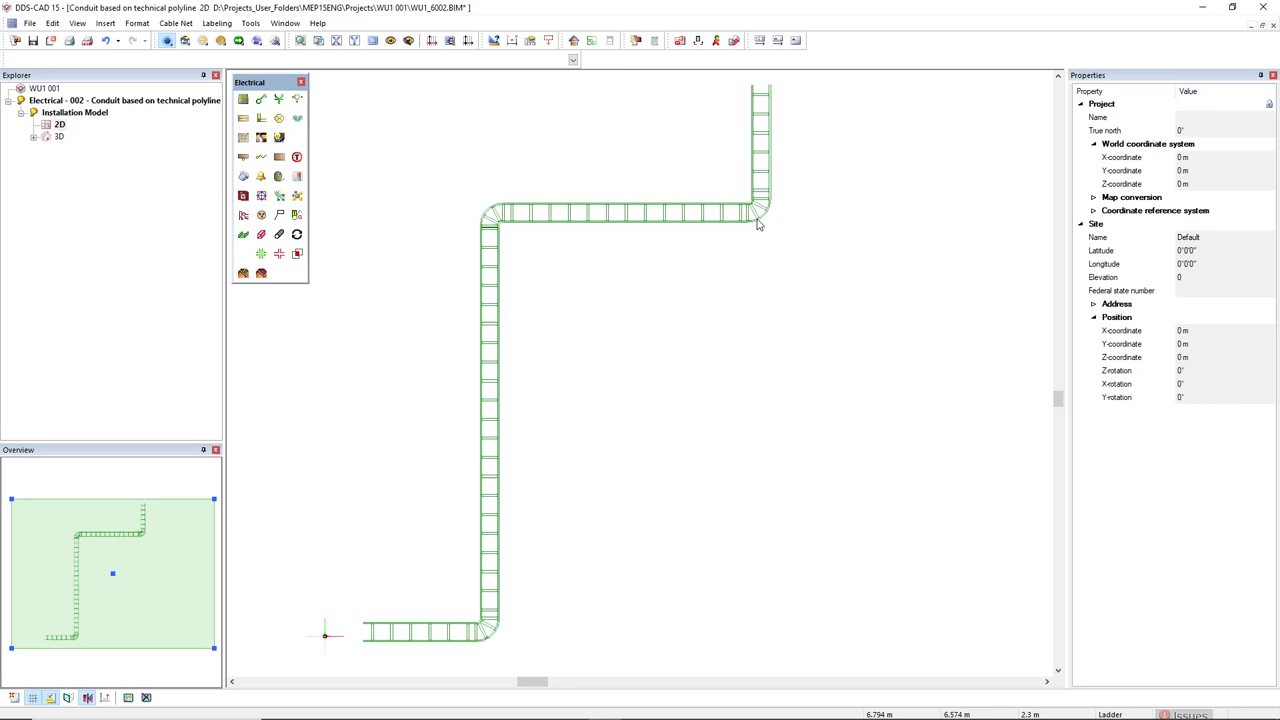 DDS-CAD 15 - [Conduit based on technical polyline  2D  D:\Projects_User_Folders\MEP15ENG\Projects\WU1 001\WU1_6002.BIM* ]
File Edit View Insert Format Cable Net Labeling Tools Window Help
Explorer
WU1 001
Electrical - 002 - Conduit based on technical polyline
Installation Model
2D
3D
Electrical
Overview
Properties
Property Value
Project
Name
True north 0°
World coordinate system
X-coordinate 0 m
Y-coordinate 0 m
Z-coordinate 0 m
Map conversion
Coordinate reference system
Site
Name Default
Latitude 0°0'0"
Longitude 0°0'0"
Elevation 0
Federal state number
Address
Position
X-coordinate 0 m
Y-coordinate 0 m
Z-coordinate 0 m
Z-rotation 0°
X-rotation 0°
Y-rotation 0°
6.794 m 6.574 m 2.3 m Ladder Issues